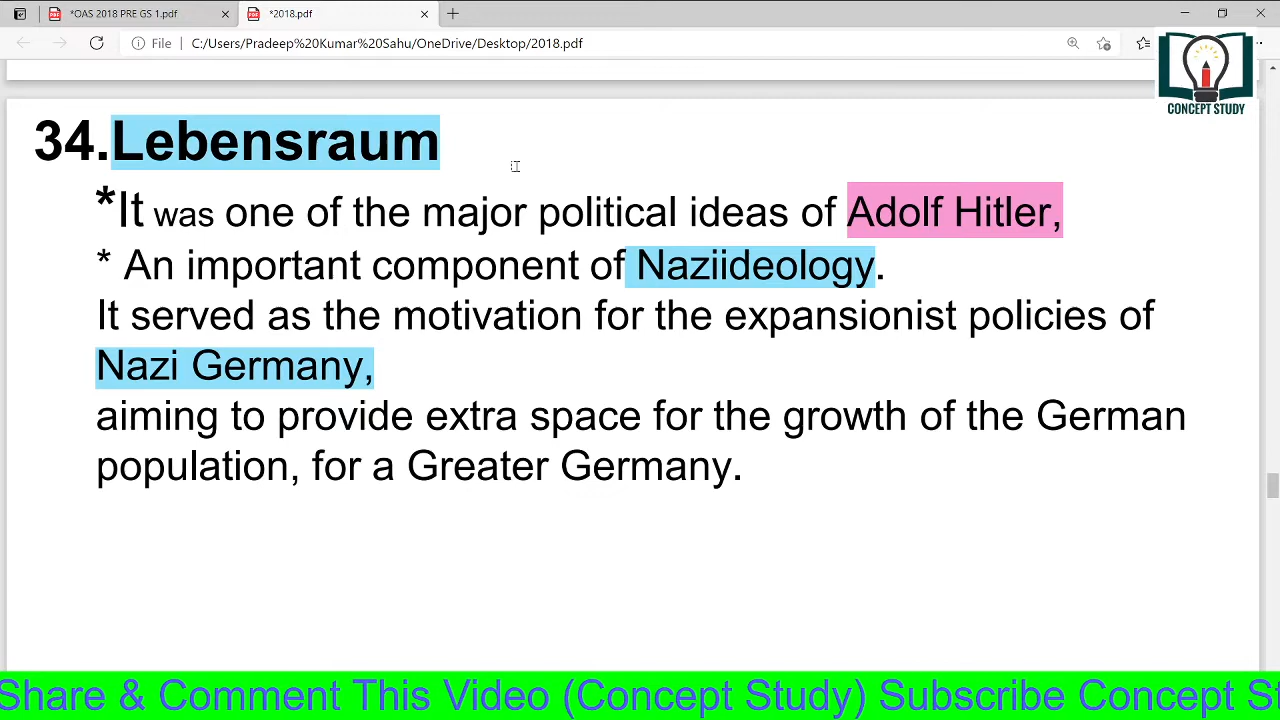 *OAS 2018 PRE GS 1.pdf
*2018.pdf
File
C:/Users/Pradeep%20Kumar%20Sahu/OneDrive/Desktop/2018.pdf
CONCEPT STUDY
34.Lebensraum
*It was one of the major political ideas of Adolf Hitler,
* An important component of Naziideology.
It served as the motivation for the expansionist policies of
Nazi Germany,
aiming to provide extra space for the growth of the German
population, for a Greater Germany.
Share & Comment This Video (Concept Study) Subscribe Concept St